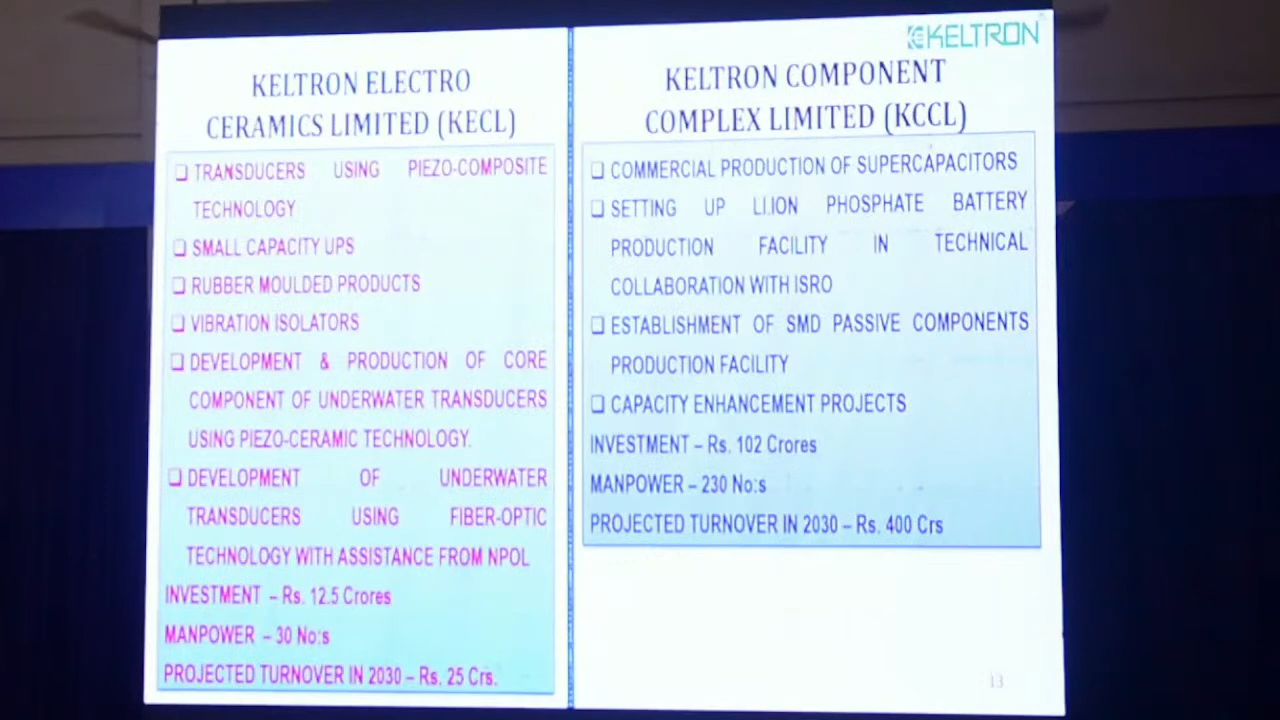 KELTRON
KELTRON ELECTRO
CERAMICS LIMITED (KECL)
❑ TRANSDUCERS USING PIEZO-COMPOSITE
TECHNOLOGY
❑ SMALL CAPACITY UPS
❑ RUBBER MOULDED PRODUCTS
❑ VIBRATION ISOLATORS
❑ DEVELOPMENT & PRODUCTION OF CORE
COMPONENT OF UNDERWATER TRANSDUCERS
USING PIEZO-CERAMIC TECHNOLOGY.
❑ DEVELOPMENT OF UNDERWATER
TRANSDUCERS USING FIBER-OPTIC
TECHNOLOGY WITH ASSISTANCE FROM NPOL
INVESTMENT – Rs. 12.5 Crores
MANPOWER – 30 No:s
PROJECTED TURNOVER IN 2030 – Rs. 25 Crs.
KELTRON COMPONENT
COMPLEX LIMITED (KCCL)
❑ COMMERCIAL PRODUCTION OF SUPERCAPACITORS
❑ SETTING UP LI.ION PHOSPHATE BATTERY
PRODUCTION FACILITY IN TECHNICAL
COLLABORATION WITH ISRO
❑ ESTABLISHMENT OF SMD PASSIVE COMPONENTS
PRODUCTION FACILITY
❑ CAPACITY ENHANCEMENT PROJECTS
INVESTMENT – Rs. 102 Crores
MANPOWER – 230 No:s
PROJECTED TURNOVER IN 2030 – Rs. 400 Crs
13